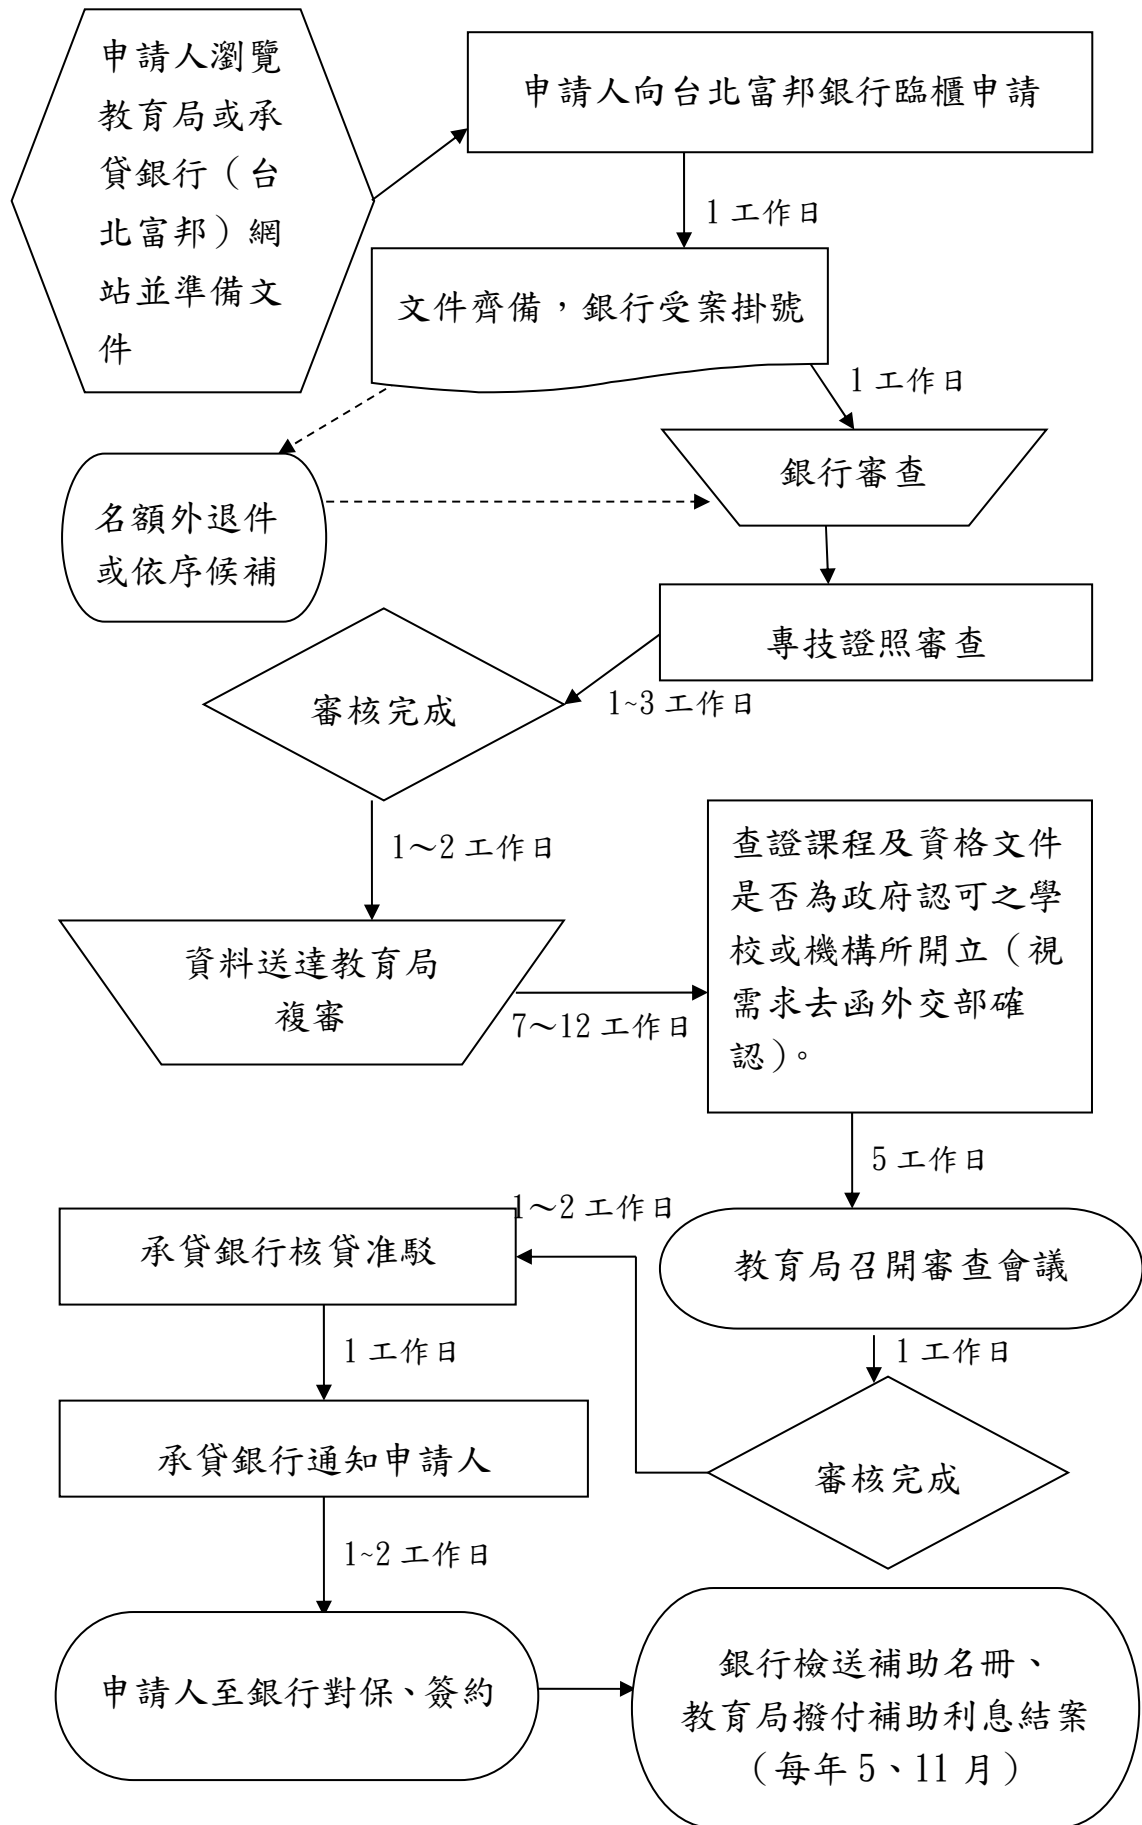 申請人瀏覽
教育局或承
貸銀行（台
北富邦）網
站並準備文
件
申請人向台北富邦銀行臨櫃申請
1 工作日
文件齊備，銀行受案掛號
1 工作日
銀行審查
名額外退件
或依序候補
專技證照審查
1~3 工作日
審核完成
1～2 工作日
資料送達教育局
複審
7～12 工作日
查證課程及資格文件
是否為政府認可之學
校或機構所開立（視
需求去函外交部確
認）。
5 工作日
教育局召開審查會議
1 工作日
審核完成
1～2 工作日
承貸銀行核貸准駁
1 工作日
承貸銀行通知申請人
1~2 工作日
申請人至銀行對保、簽約
銀行檢送補助名冊、
教育局撥付補助利息結案
（每年 5、11 月）